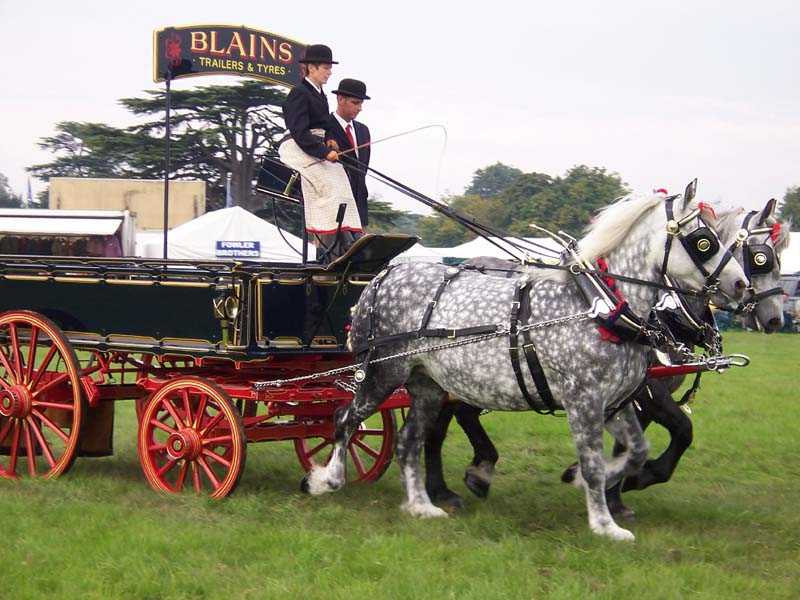 BLAINS
· TRAILERS & TYRES ·
FOWLER
BROTHERS